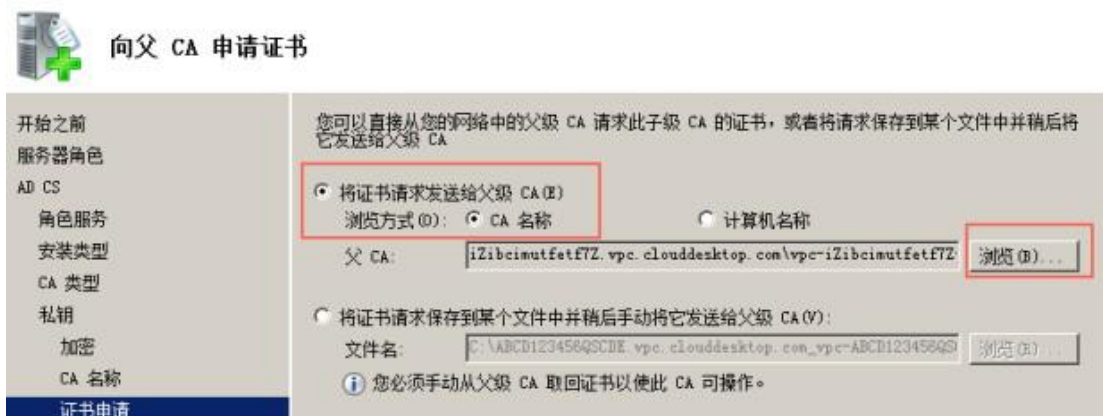 向父 CA 申请证书
开始之前
服务器角色
AD CS
角色服务
安装类型
CA 类型
私钥
加密
CA 名称
证书申请
您可以直接从您的网络中的父级 CA 请求此子级 CA 的证书，或者将请求保存到某个文件中并稍后将
它发送给父级 CA
将证书请求发送给父级 CA(E)
浏览方式(O): CA 名称 计算机名称
父 CA: iZibcimutfetf7Z.vpc.clouddesktop.com\vpc-iZibcimutfetf7Z 浏览(B)...
将证书请求保存到某个文件中并稍后手动将它发送给父级 CA(V):
文件名: C:\ABCD123456QSCDE.vpc.clouddesktop.com_vpc-ABCD123456QS 浏览(R)...
您必须手动从父级 CA 取回证书以使此 CA 可操作。